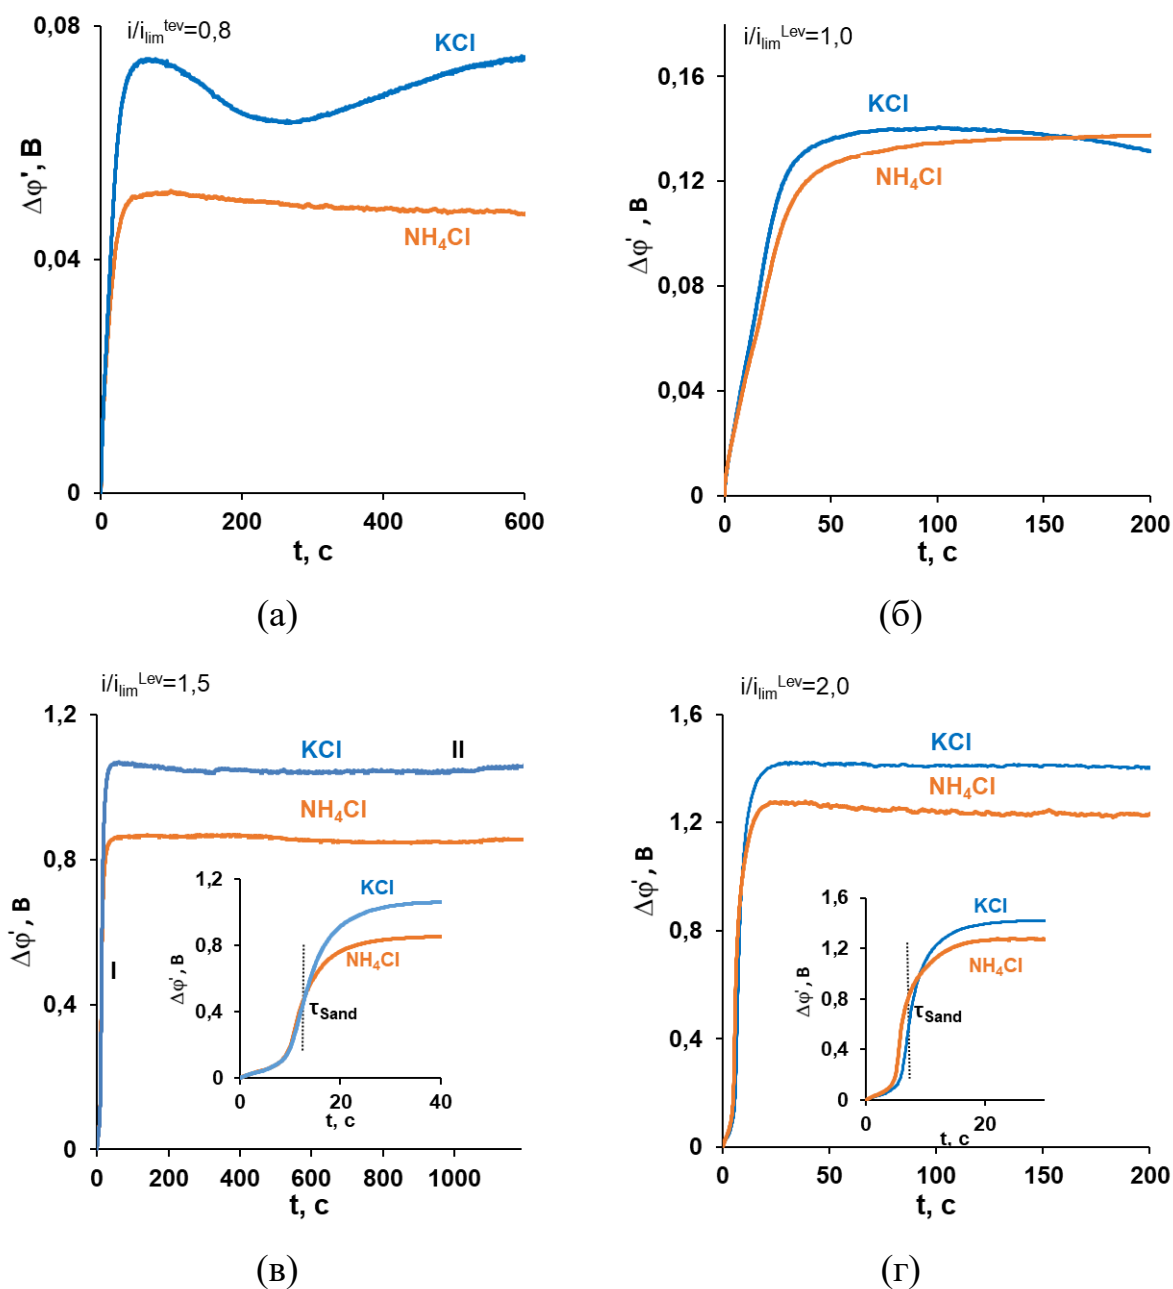 i/i_lim^tev=0,8
0,08
KCl
Δφ', В
0,04
NH₄Cl
0
0 200 400 600
t, с
(а)
i/i_lim^Lev=1,0
0,16
KCl
0,12
NH₄Cl
Δφ', В
0,08
0,04
0
0 50 100 150 200
t, с
(б)
i/i_lim^Lev=1,5
1,2
KCl
II
NH₄Cl
0,8
Δφ', В
I
0,4
0
0 200 400 600 800 1000
t, с
1,2
KCl
0,8
NH₄Cl
Δφ', В
0,4
τ_Sand
0
0 20 40
t, с
(в)
i/i_lim^Lev=2,0
1,6
KCl
NH₄Cl
1,2
Δφ', В
0,8
0,4
0
0 50 100 150 200
t, с
1,6
KCl
1,2
NH₄Cl
Δφ', В
0,8
τ_Sand
0,4
0
0 20
t, с
(г)